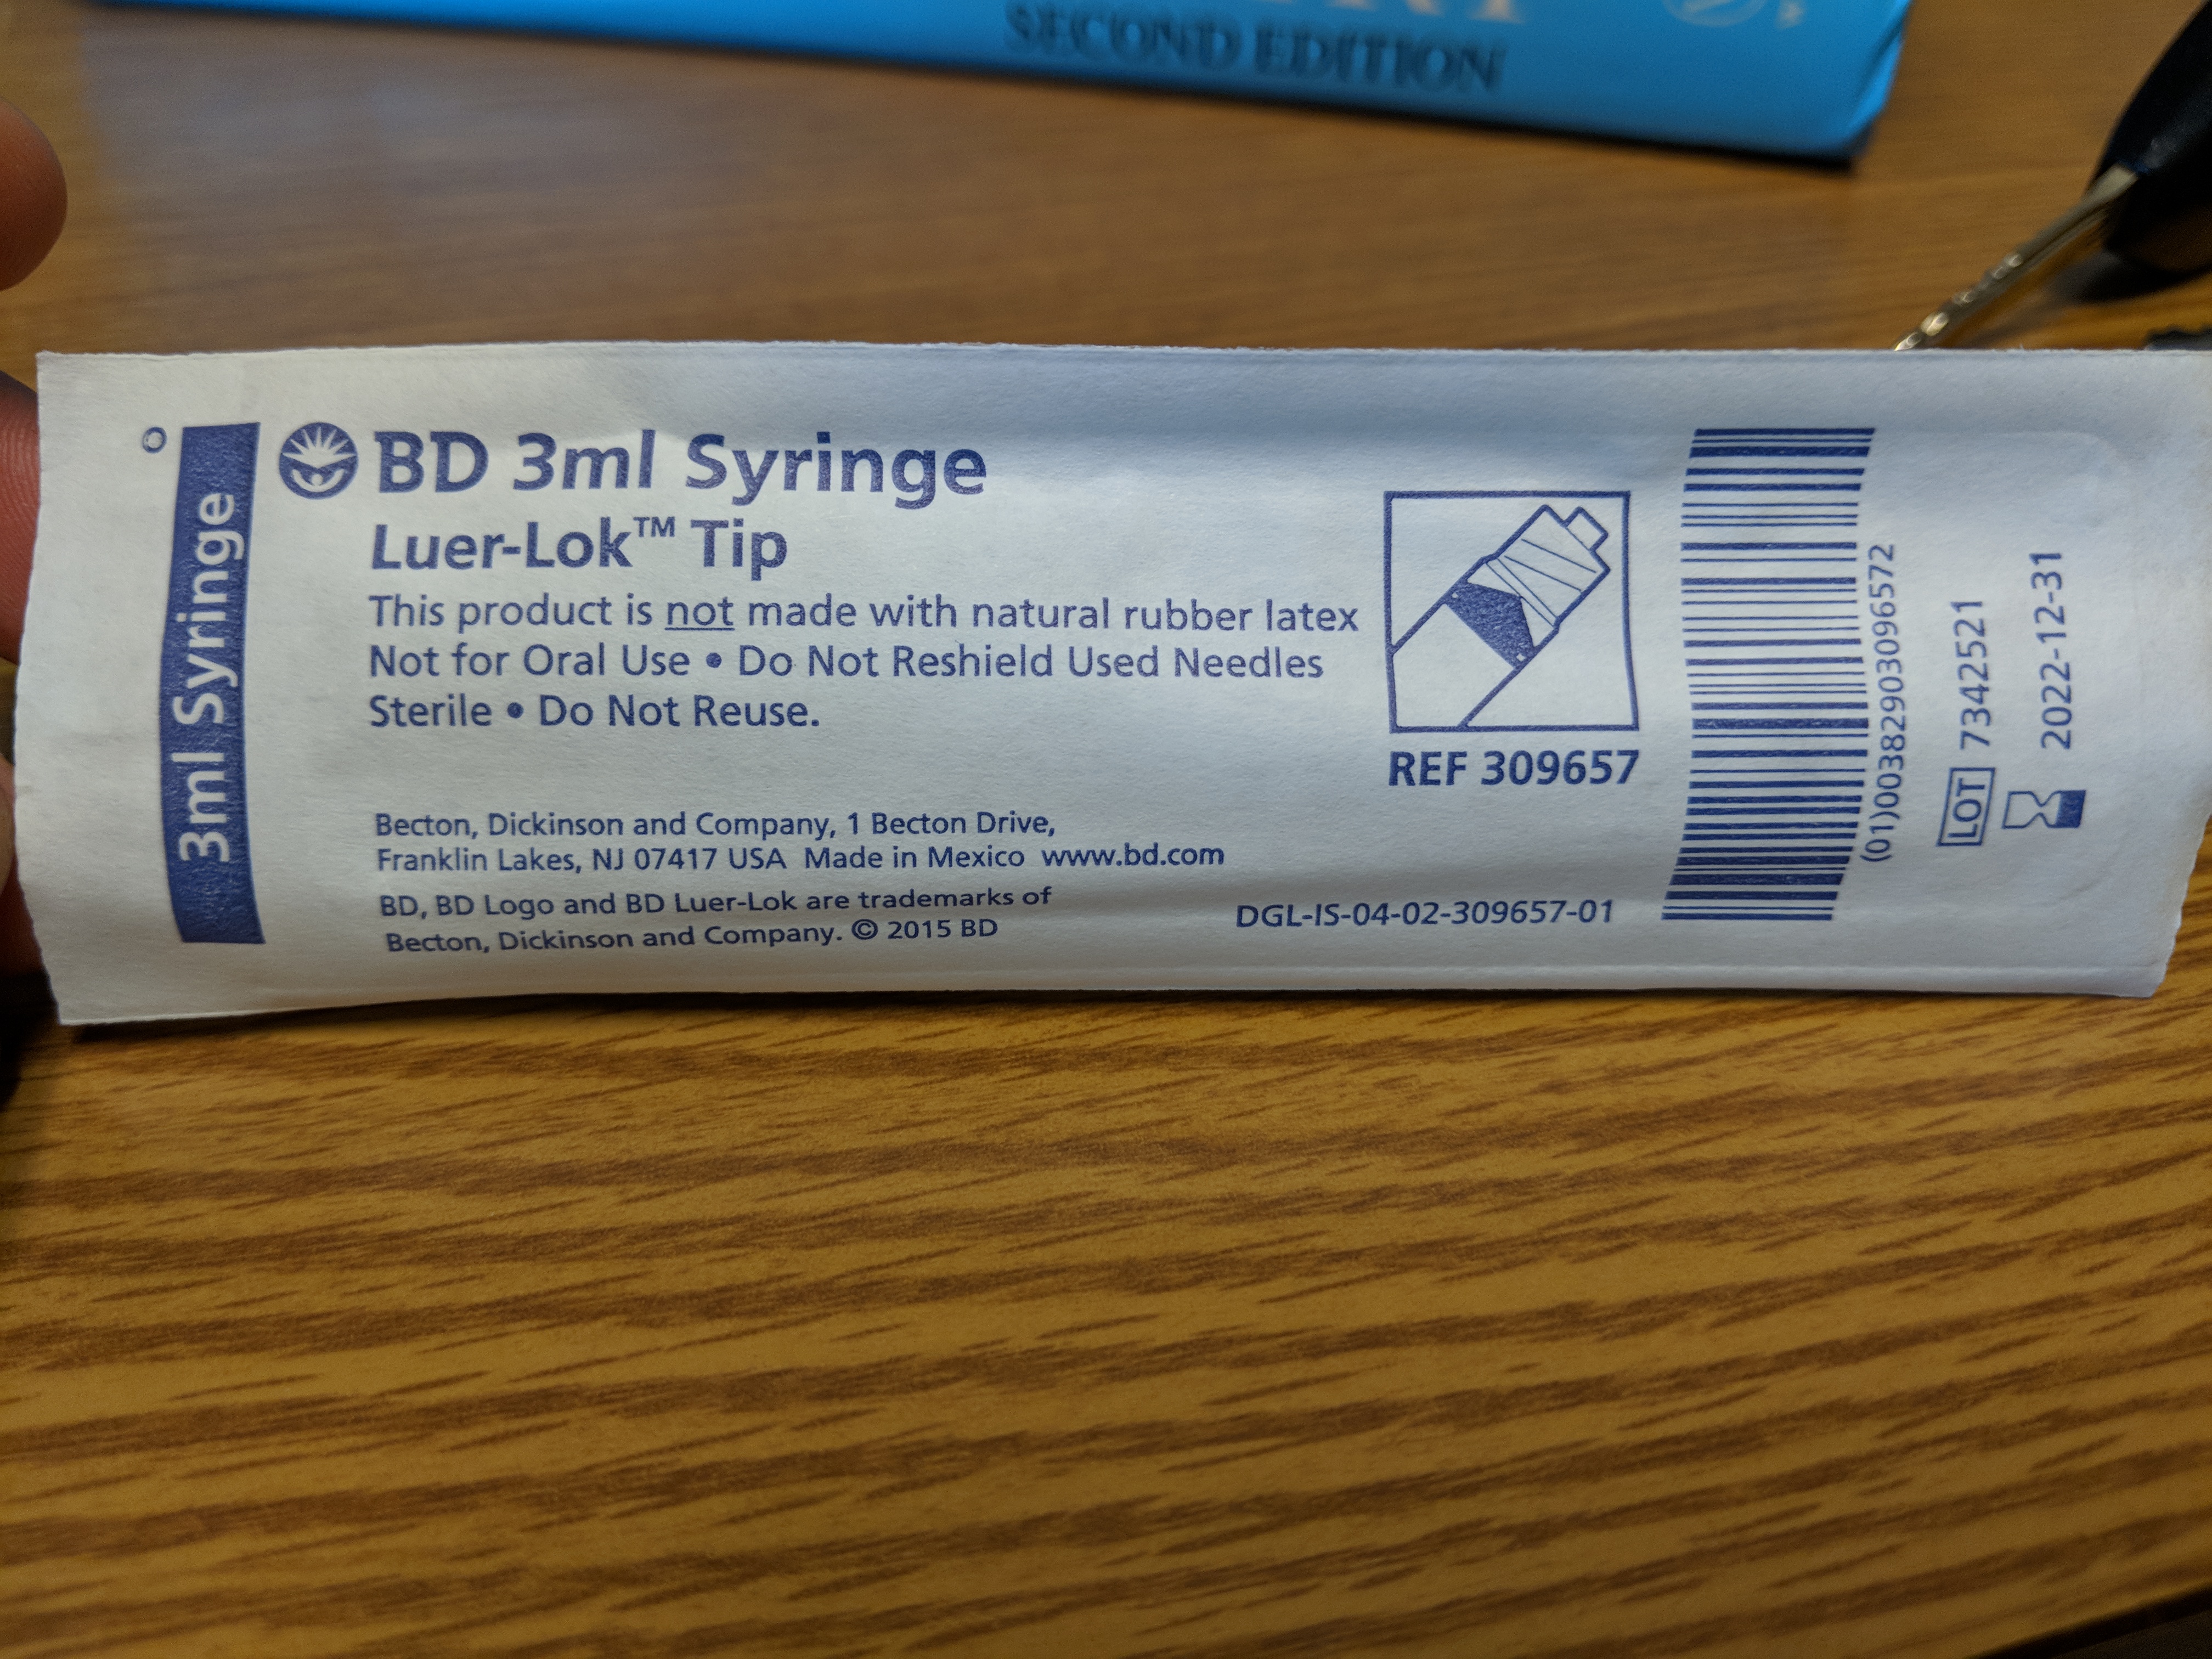 SECOND EDITION
3ml Syringe
BD 3ml Syringe
Luer-Lok™ Tip
This product is not made with natural rubber latex
Not for Oral Use • Do Not Reshield Used Needles
Sterile • Do Not Reuse.
Becton, Dickinson and Company, 1 Becton Drive,
Franklin Lakes, NJ 07417 USA Made in Mexico www.bd.com
BD, BD Logo and BD Luer-Lok are trademarks of
Becton, Dickinson and Company. © 2015 BD
REF 309657
DGL-IS-04-02-309657-01
(01)00382903096572
LOT 7342521
2022-12-31